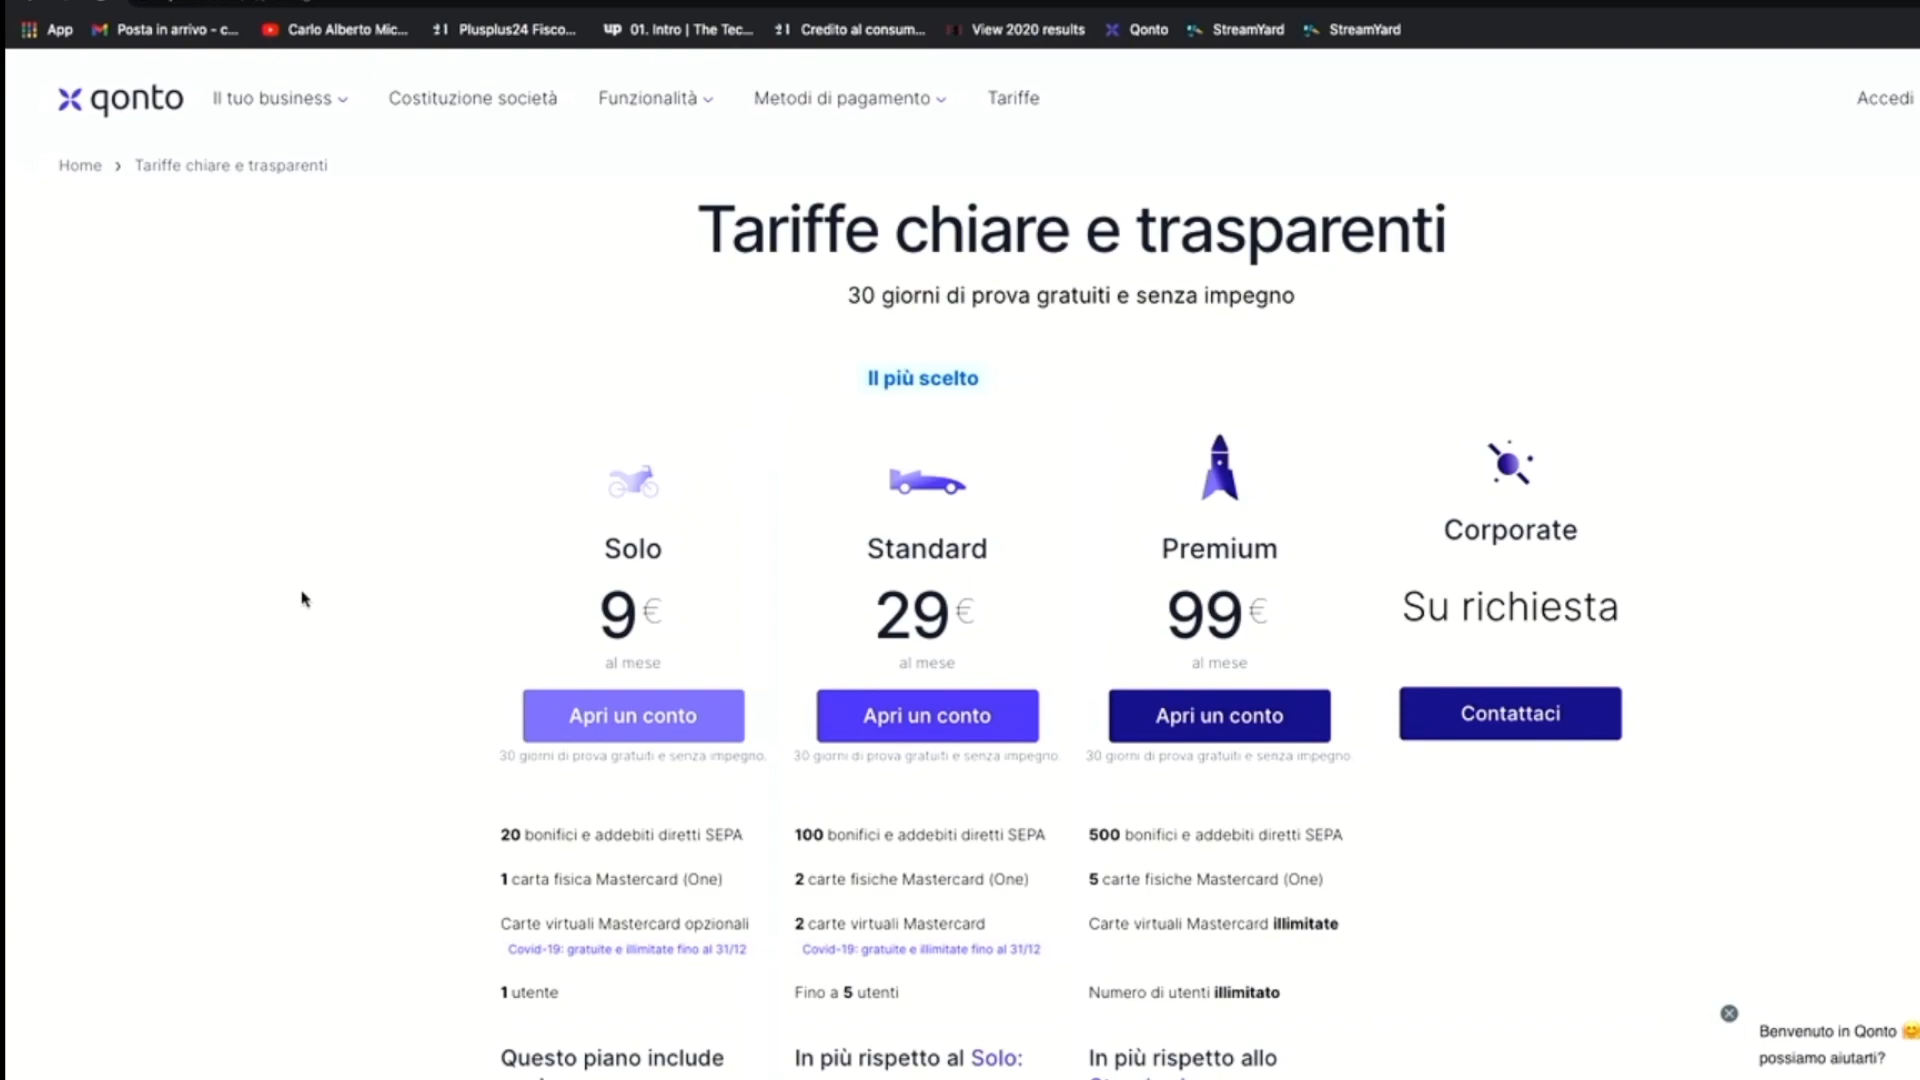 App Posta in arrivo - c... Carlo Alberto Mic... Plusplus24 Fisco... 01. Intro | The Tec... Credito al consum... View 2020 results Qonto StreamYard StreamYard
qonto Il tuo business Costituzione società Funzionalità Metodi di pagamento Tariffe Accedi
Home > Tariffe chiare e trasparenti
Tariffe chiare e trasparenti
30 giorni di prova gratuiti e senza impegno
Il più scelto
Solo
9€
al mese
Apri un conto
30 giorni di prova gratuiti e senza impegno.
20 bonifici e addebiti diretti SEPA
1 carta fisica Mastercard (One)
Carte virtuali Mastercard opzionali
Covid-19: gratuite e illimitate fino al 31/12
1 utente
Questo piano include
Standard
29€
al mese
Apri un conto
30 giorni di prova gratuiti e senza impegno.
100 bonifici e addebiti diretti SEPA
2 carte fisiche Mastercard (One)
2 carte virtuali Mastercard
Covid-19: gratuite e illimitate fino al 31/12
Fino a 5 utenti
In più rispetto al Solo:
Premium
99€
al mese
Apri un conto
30 giorni di prova gratuiti e senza impegno
500 bonifici e addebiti diretti SEPA
5 carte fisiche Mastercard (One)
Carte virtuali Mastercard illimitate
Numero di utenti illimitato
In più rispetto allo
Corporate
Su richiesta
Contattaci
Benvenuto in Qonto 🤗
possiamo aiutarti?